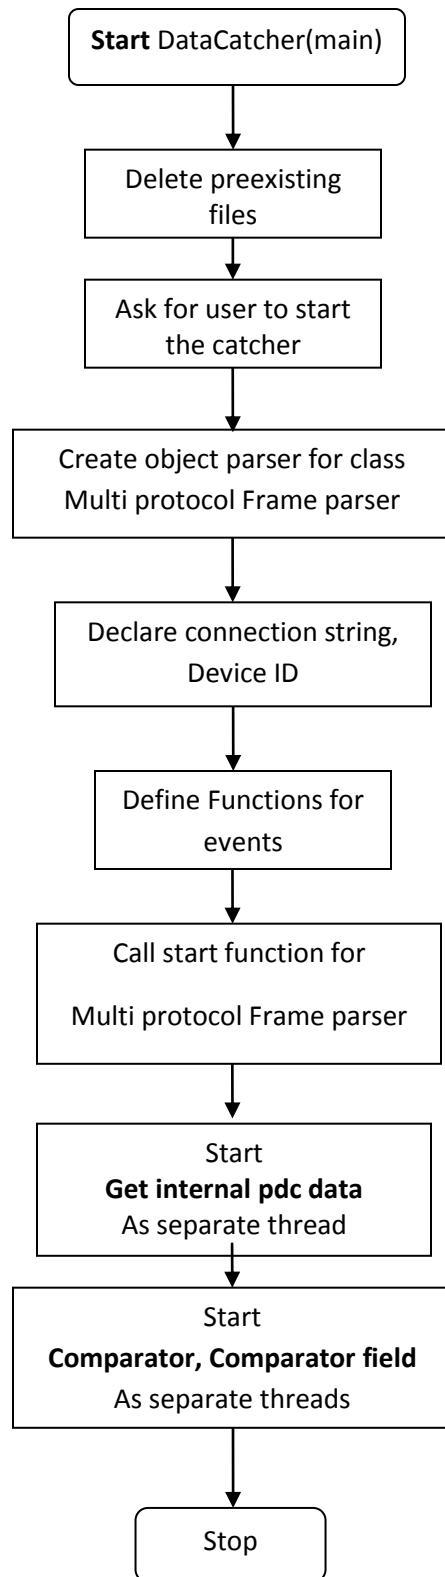 Start DataCatcher(main)
Delete preexisting
files
Ask for user to start
the catcher
Create object parser for class
Multi protocol Frame parser
Declare connection string,
Device ID
Define Functions for
events
Call start function for
Multi protocol Frame parser
Start
Get internal pdc data
As separate thread
Start
Comparator, Comparator field
As separate threads
Stop